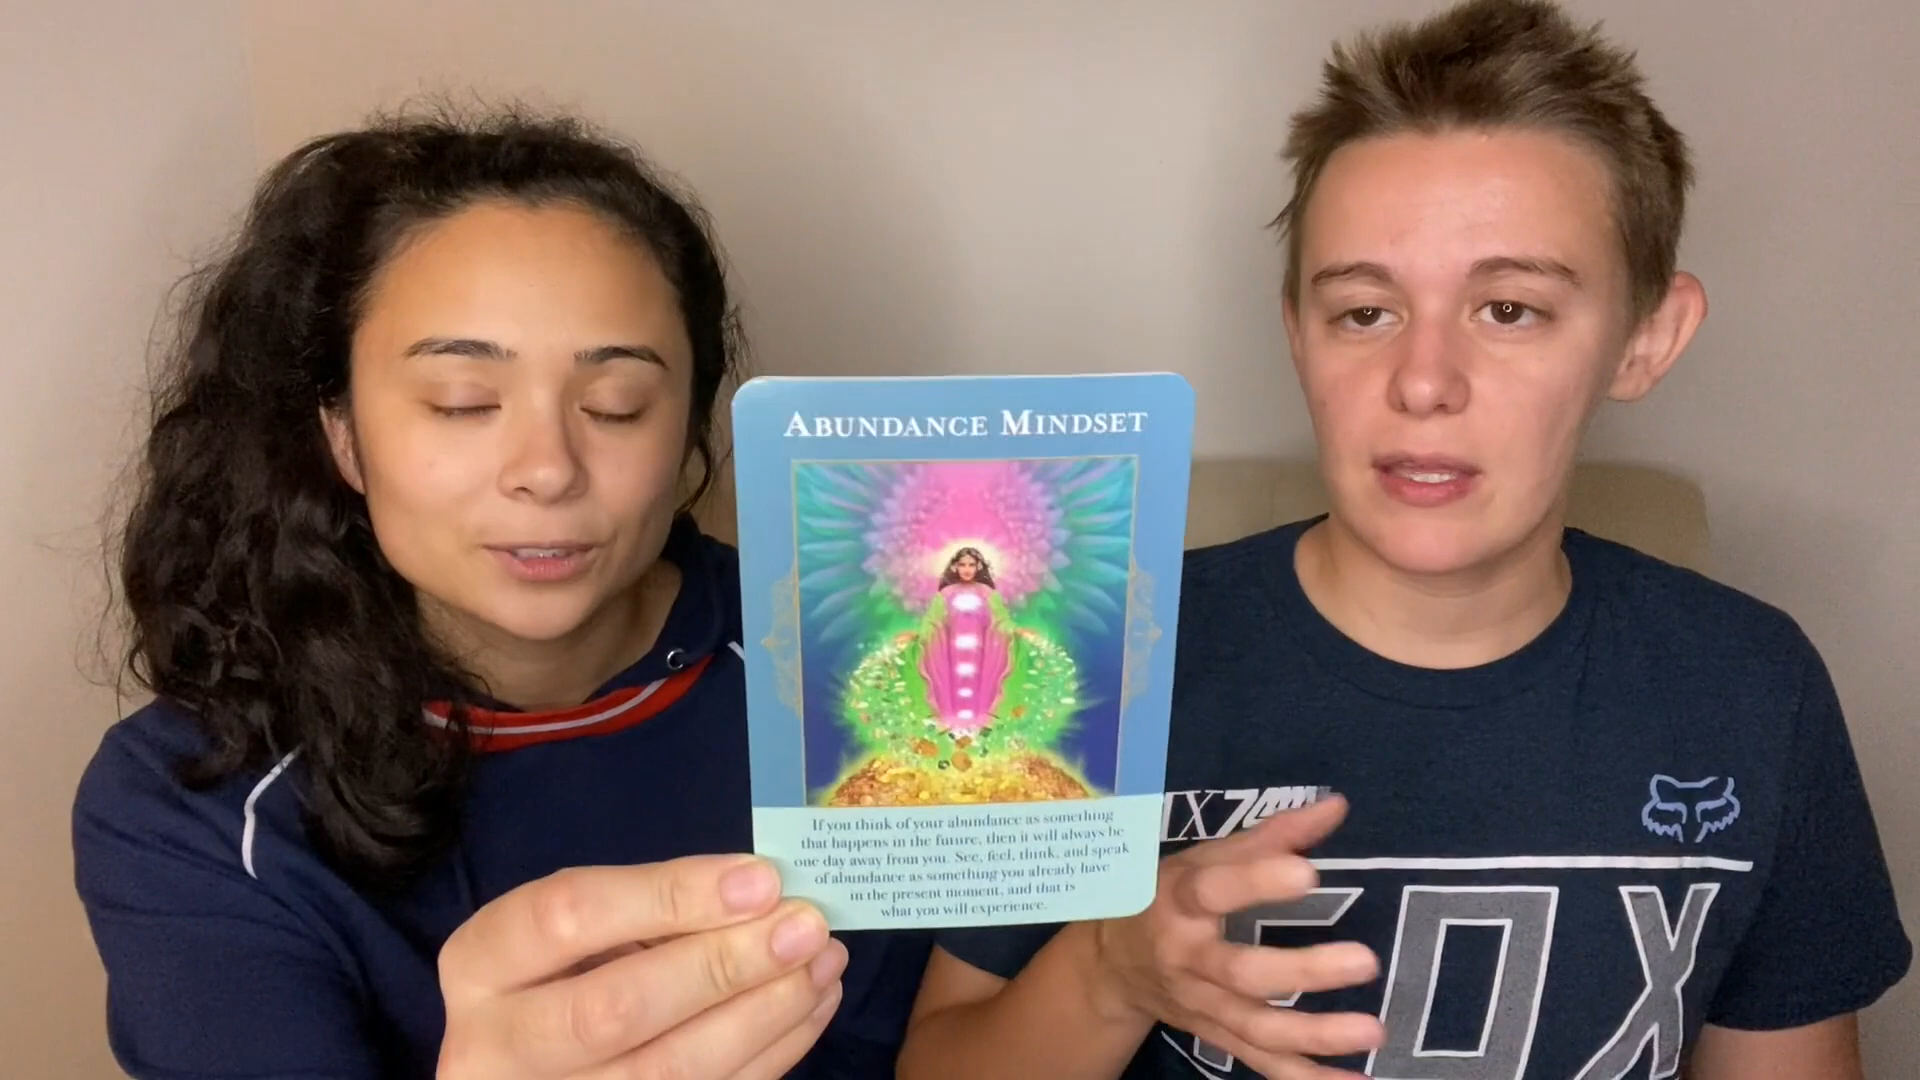 ABUNDANCE MINDSET
If you think of your abundance as something
that happens in the future, then it will always be
one day away from you. See, feel, think, and speak
of abundance as something you already have
in the present moment, and that is
what you will experience.
FOX